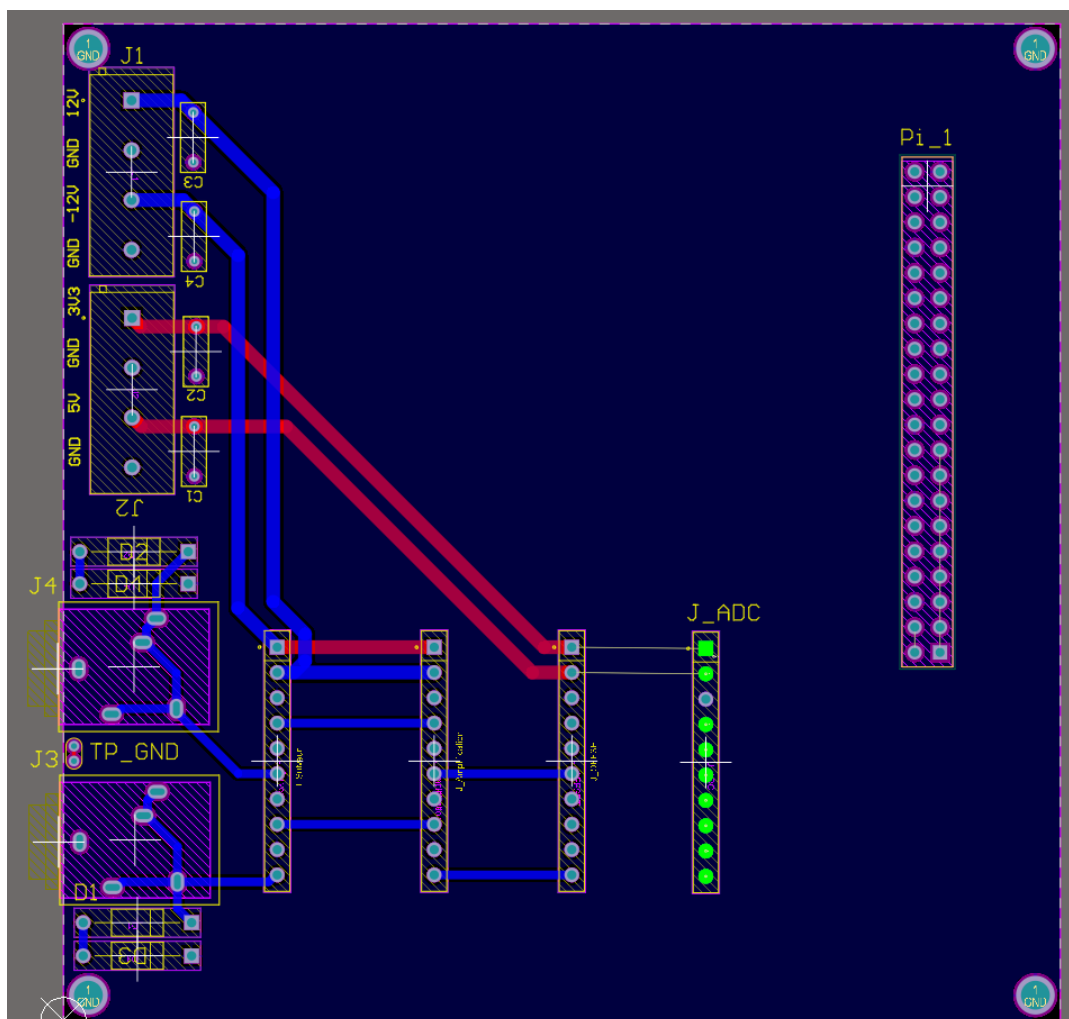 1
GND
1
GND
J1
12V
GND
-12V
GND
C3
C4
Pi_1
3V3
GND
5V
GND
C2
C1
J2
D2
D4
J4
J_ADC
J3
TP_GND
D1
D3
1
GND
1
GND